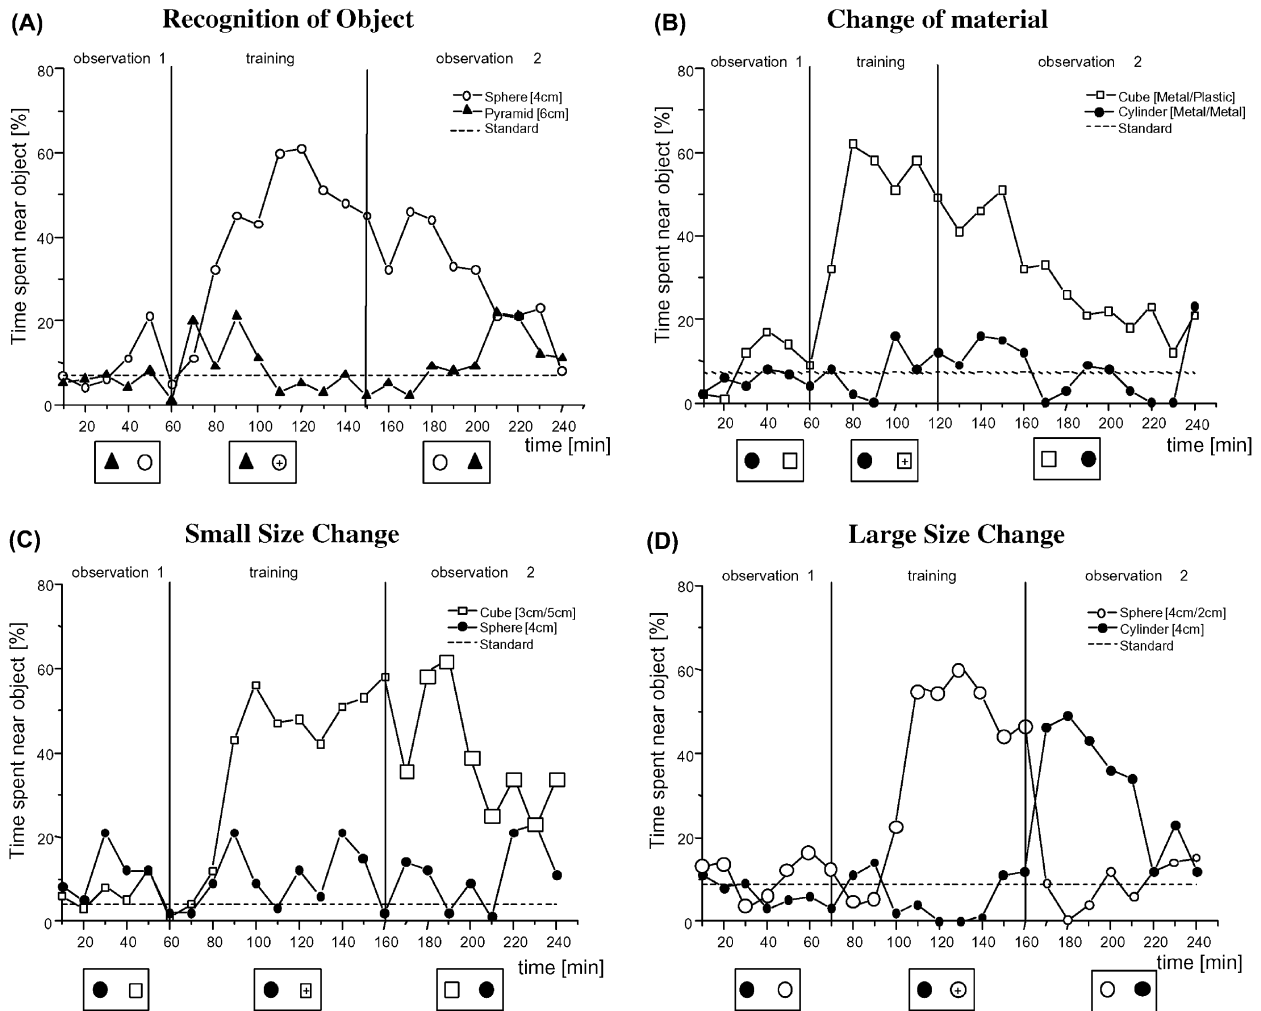 (A) Recognition of Object
observation 1 training observation 2
Time spent near object [%]
80
60
40
20
0
Sphere [4cm]
Pyramid [6cm]
Standard
20 40 60 80 100 120 140 160 180 200 220 240
time [min]
+
(B) Change of material
observation 1 training observation 2
Time spent near object [%]
80
60
40
20
0
Cube [Metal/Plastic]
Cylinder [Metal/Metal]
Standard
20 40 60 80 100 120 140 160 180 200 220 240
time [min]
+
(C) Small Size Change
observation 1 training observation 2
Time spent near object [%]
80
60
40
20
0
Cube [3cm/5cm]
Sphere [4cm]
Standard
20 40 60 80 100 120 140 160 180 200 220 240
time [min]
+
(D) Large Size Change
observation 1 training observation 2
Time spent near object [%]
80
60
40
20
0
Sphere [4cm/2cm]
Cylinder [4cm]
Standard
20 40 60 80 100 120 140 160 180 200 220 240
time [min]
+